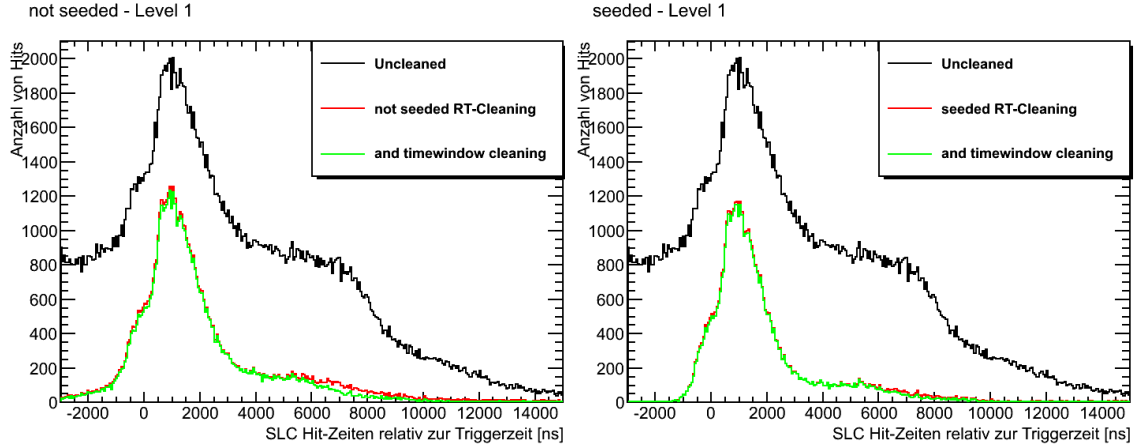 not seeded - Level 1
Anzahl von Hits
2000
1800
1600
1400
1200
1000
800
600
400
200
0
Uncleaned
not seeded RT-Cleaning
and timewindow cleaning
-2000 0 2000 4000 6000 8000 10000 12000 14000
SLC Hit-Zeiten relativ zur Triggerzeit [ns]
seeded - Level 1
Anzahl von Hits
2000
1800
1600
1400
1200
1000
800
600
400
200
0
Uncleaned
seeded RT-Cleaning
and timewindow cleaning
-2000 0 2000 4000 6000 8000 10000 12000 14000
SLC Hit-Zeiten relativ zur Triggerzeit [ns]